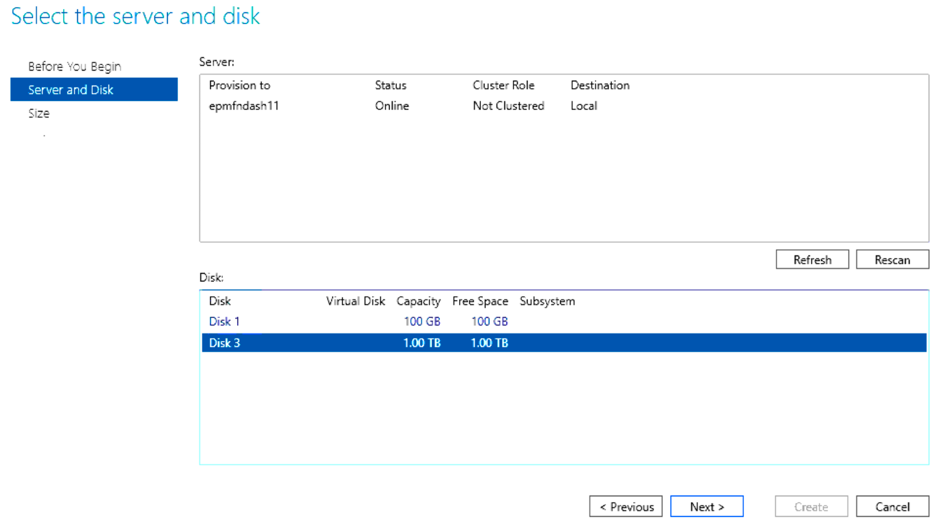 Select the server and disk
Before You Begin
Server and Disk
Size
Server:
Provision to Status Cluster Role Destination
epmfndash11 Online Not Clustered Local
Refresh Rescan
Disk:
Disk Virtual Disk Capacity Free Space Subsystem
Disk 1 100 GB 100 GB
Disk 3 1.00 TB 1.00 TB
< Previous Next > Create Cancel